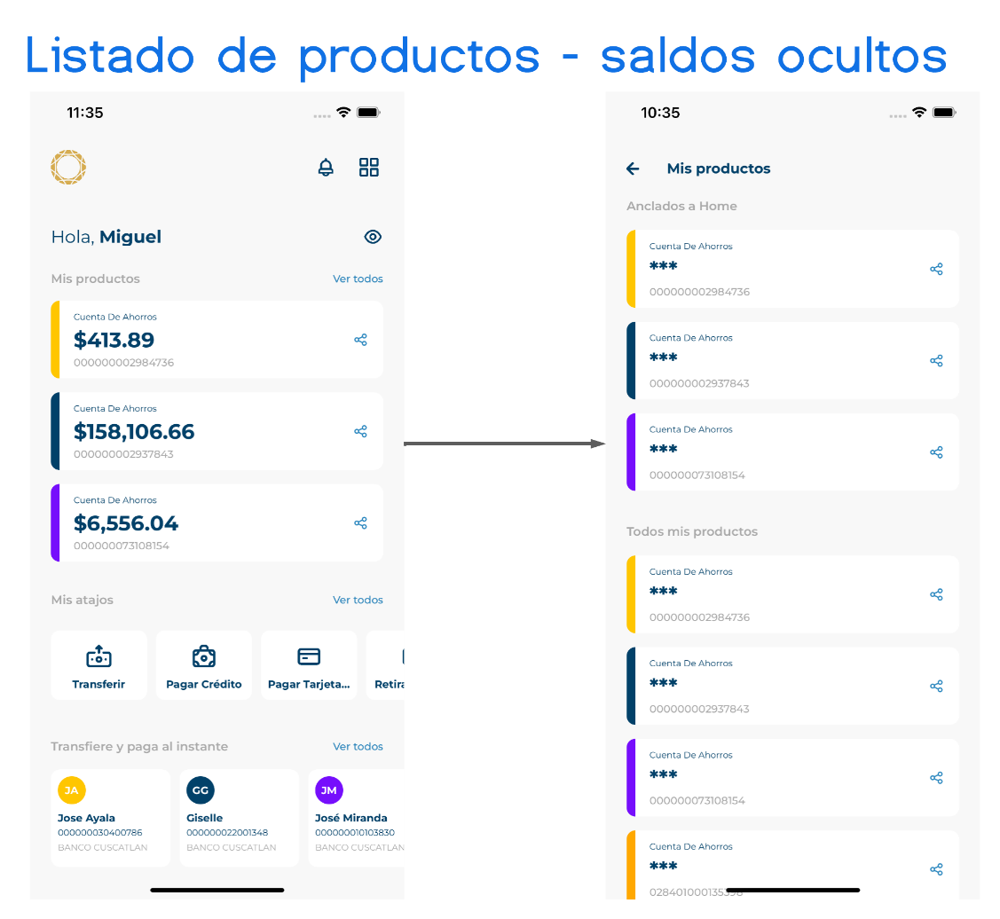 Listado de productos - saldos ocultos
11:35
Hola, Miguel
Mis productos
Ver todos
Cuenta De Ahorros
$413.89
000000002984736
Cuenta De Ahorros
$158,106.66
000000002937843
Cuenta De Ahorros
$6,556.04
000000073108154
Mis atajos
Ver todos
Transferir
Pagar Crédito
Pagar Tarjeta...
Retira
Transfiere y paga al instante
Ver todos
JA
Jose Ayala
000000030400786
BANCO CUSCATLAN
GG
Giselle
000000022001348
BANCO CUSCATLAN
JM
José Miranda
000000010103830
BANCO CUSCATLAN
10:35
Mis productos
Anclados a Home
Cuenta De Ahorros
***
000000002984736
Cuenta De Ahorros
***
000000002937843
Cuenta De Ahorros
***
000000073108154
Todos mis productos
Cuenta De Ahorros
***
000000002984736
Cuenta De Ahorros
***
000000002937843
Cuenta De Ahorros
***
000000073108154
Cuenta De Ahorros
***